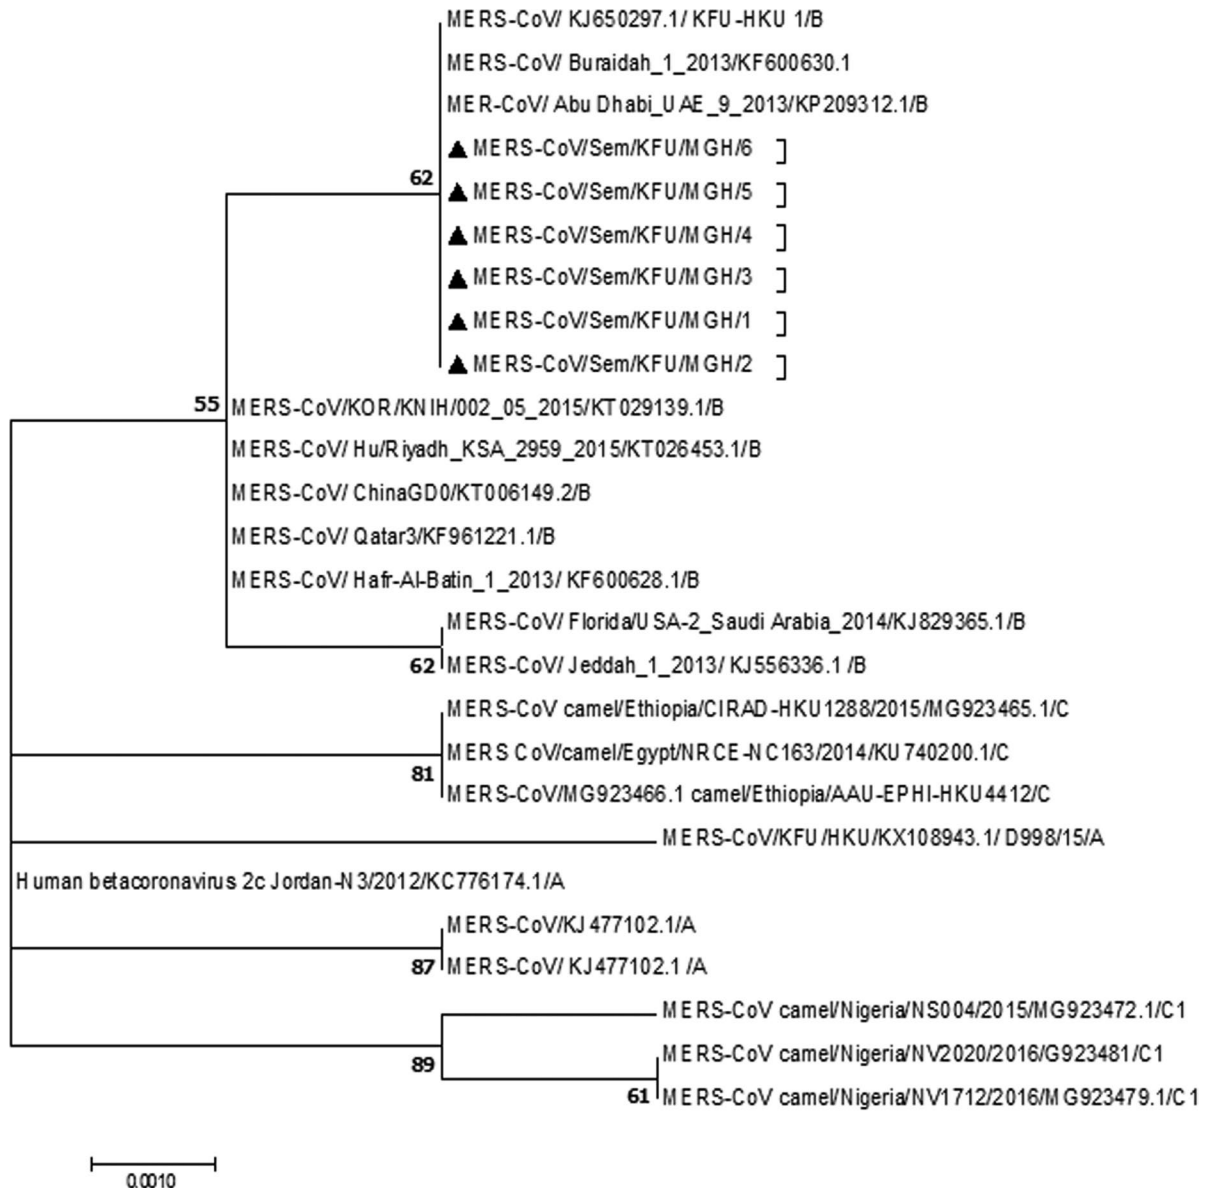 MERS-CoV/ KJ650297.1/ KFU-HKU 1/B
MERS-CoV/ Buraidah_1_2013/KF600630.1
MER-CoV/ Abu Dhabi_UAE_9_2013/KP209312.1/B
▲ MERS-CoV/Sem/KFU/MGH/6 ]
62
▲ MERS-CoV/Sem/KFU/MGH/5 ]
▲ MERS-CoV/Sem/KFU/MGH/4 ]
▲ MERS-CoV/Sem/KFU/MGH/3 ]
▲ MERS-CoV/Sem/KFU/MGH/1 ]
▲ MERS-CoV/Sem/KFU/MGH/2 ]
55
MERS-CoV/KOR/KNIH/002_05_2015/KT029139.1/B
MERS-CoV/ Hu/Riyadh_KSA_2959_2015/KT026453.1/B
MERS-CoV/ ChinaGD0/KT006149.2/B
MERS-CoV/ Qatar3/KF961221.1/B
MERS-CoV/ Hafr-Al-Batin_1_2013/ KF600628.1/B
MERS-CoV/ Florida/USA-2_Saudi Arabia_2014/KJ829365.1/B
62
MERS-CoV/ Jeddah_1_2013/ KJ556336.1 /B
MERS-CoV camel/Ethiopia/CIRAD-HKU1288/2015/MG923465.1/C
MERS CoV/camel/Egypt/NRCE-NC163/2014/KU740200.1/C
81
MERS-CoV/MG923466.1 camel/Ethiopia/AAU-EPHI-HKU4412/C
MERS-CoV/KFU/HKU/KX108943.1/ D998/15/A
Human betacoronavirus 2c Jordan-N3/2012/KC776174.1/A
MERS-CoV/KJ477102.1/A
87
MERS-CoV/ KJ477102.1 /A
MERS-CoV camel/Nigeria/NS004/2015/MG923472.1/C1
MERS-CoV camel/Nigeria/NV2020/2016/G923481/C1
89
61
MERS-CoV camel/Nigeria/NV1712/2016/MG923479.1/C1
0.0010